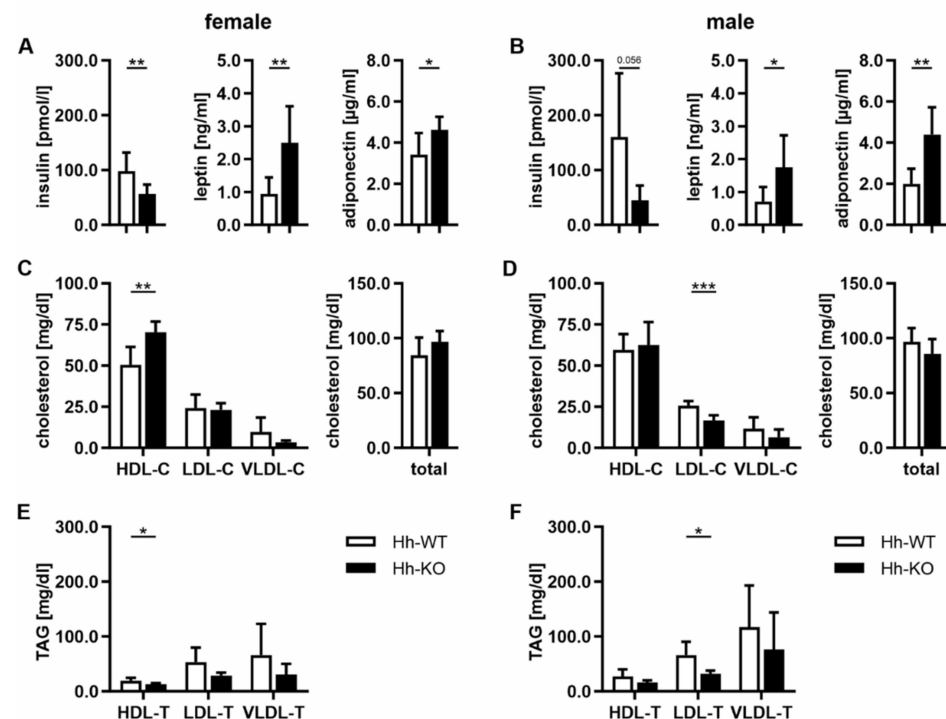 female
male
A
insulin [pmol/l]
300.0
200.0
100.0
0.0
**
leptin [ng/ml]
5.0
4.0
3.0
2.0
1.0
0.0
**
adiponectin [µg/ml]
8.0
6.0
4.0
2.0
0.0
*
B
insulin [pmol/l]
300.0
200.0
100.0
0.0
0.056
leptin [ng/ml]
5.0
4.0
3.0
2.0
1.0
0.0
*
adiponectin [µg/ml]
8.0
6.0
4.0
2.0
0.0
**
C
cholesterol [mg/dl]
100.0
75.0
50.0
25.0
0.0
**
HDL-C LDL-C VLDL-C
cholesterol [mg/dl]
150.0
100.0
50.0
0.0
total
D
cholesterol [mg/dl]
100.0
75.0
50.0
25.0
0.0
***
HDL-C LDL-C VLDL-C
cholesterol [mg/dl]
150.0
100.0
50.0
0.0
total
E
TAG [mg/dl]
300.0
200.0
100.0
0.0
*
HDL-T LDL-T VLDL-T
Hh-WT
Hh-KO
F
TAG [mg/dl]
300.0
200.0
100.0
0.0
*
HDL-T LDL-T VLDL-T
Hh-WT
Hh-KO